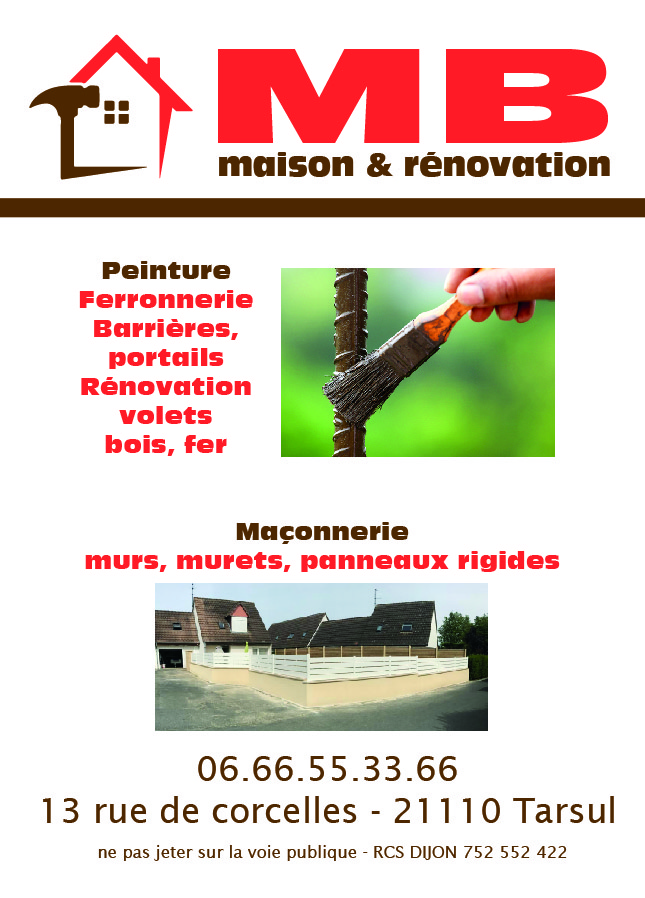 MB
maison & rénovation
Peinture
Ferronnerie
Barrières,
portails
Rénovation
volets
bois, fer
Maçonnerie
murs, murets, panneaux rigides
06.66.55.33.66
13 rue de corcelles - 21110 Tarsul
ne pas jeter sur la voie publique - RCS DIJON 752 552 422